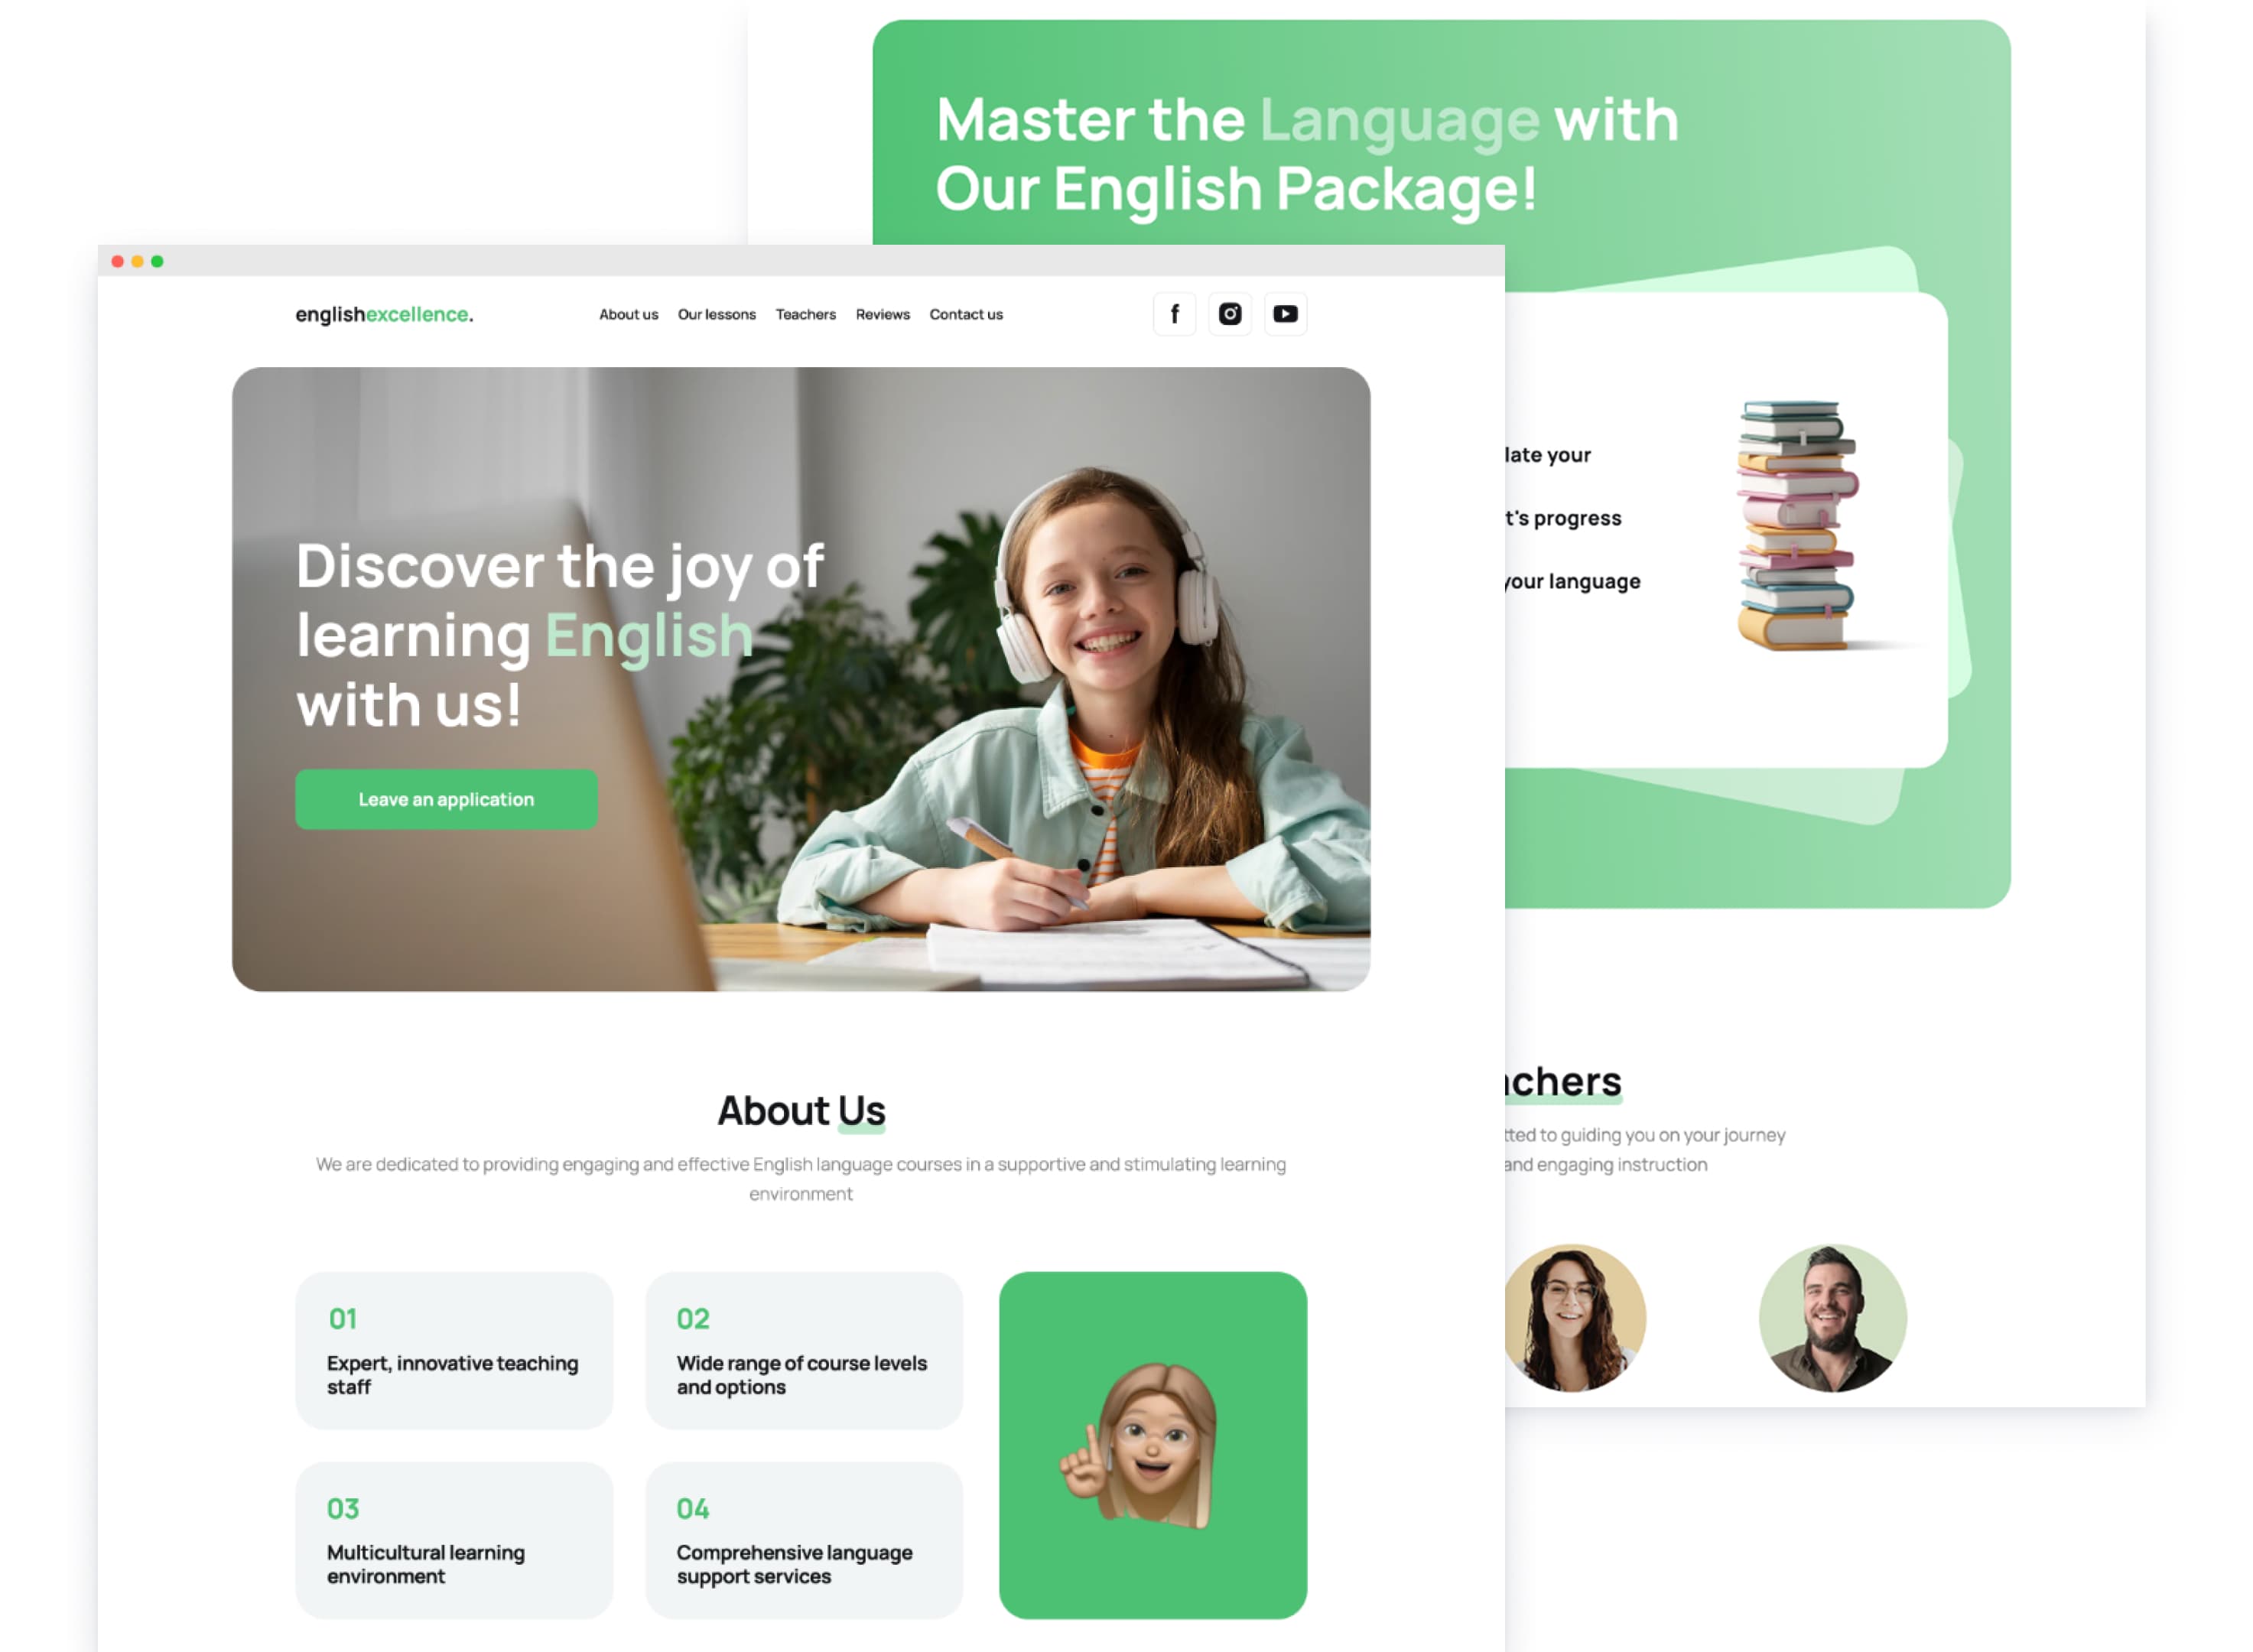 Master the Language with
Our English Package!
englishexcellence.
About us Our lessons Teachers Reviews Contact us
Discover the joy of
learning English
with us!
Leave an application
late your
t's progress
your language
About Us
We are dedicated to providing engaging and effective English language courses in a supportive and stimulating learning
environment
01
Expert, innovative teaching
staff
02
Wide range of course levels
and options
03
Multicultural learning
environment
04
Comprehensive language
support services
achers
tted to guiding you on your journey
and engaging instruction